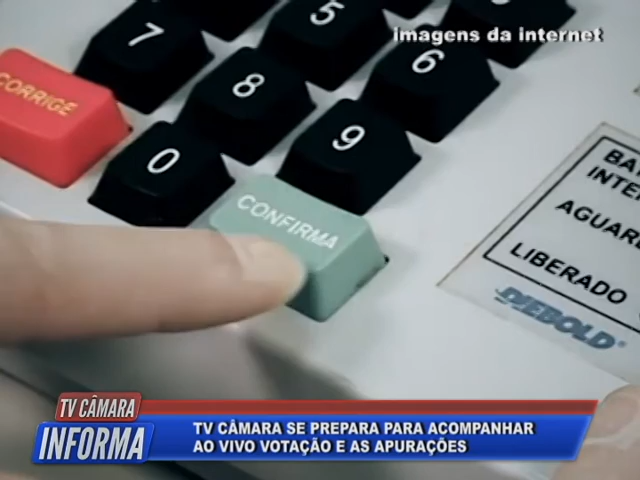 imagens da internet
7
5
6
8
9
0
CORRIGE
CONFIRMA
AGUARD
LIBERADO
DIEBOLD
TV CÂMARA
INFORMA
TV CÂMARA SE PREPARA PARA ACOMPANHAR
AO VIVO VOTAÇÃO E AS APURAÇÕES